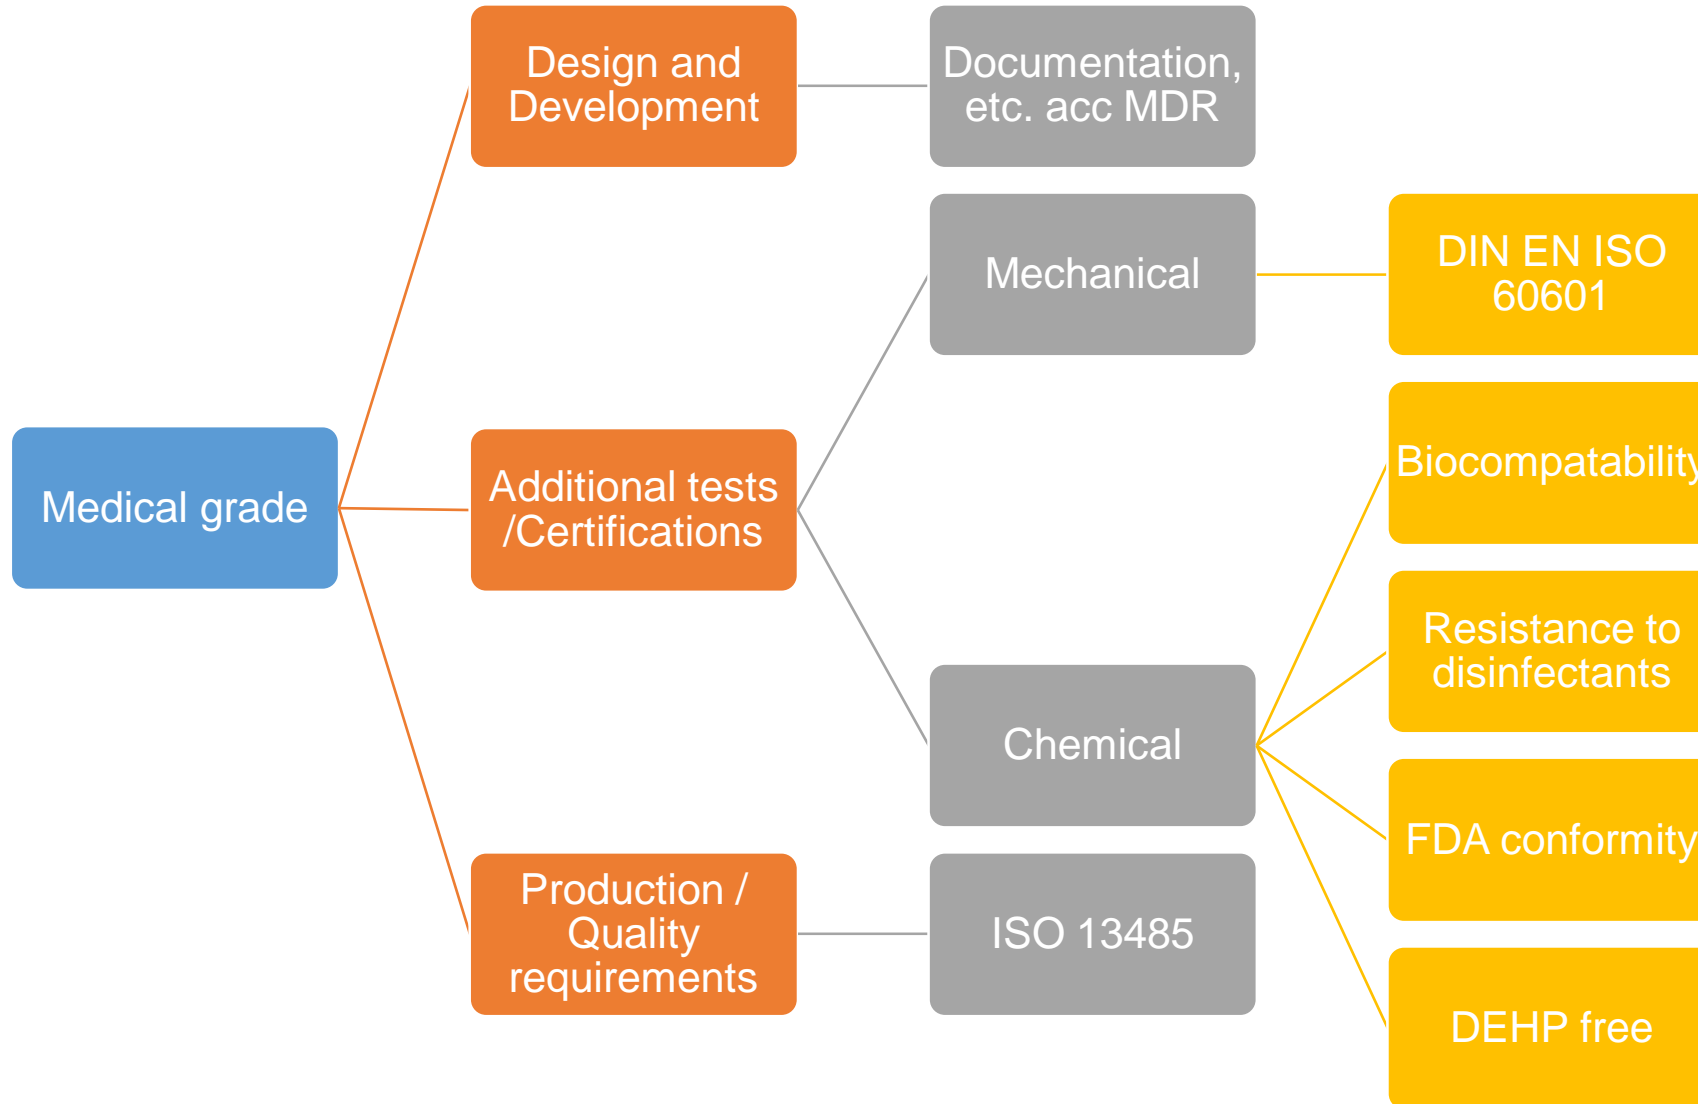 Medical grade
Design and
Development
Documentation,
etc. acc MDR
Additional tests
/Certifications
Mechanical
DIN EN ISO
60601
Chemical
Biocompatability
Resistance to
disinfectants
FDA conformity
DEHP free
Production /
Quality
requirements
ISO 13485